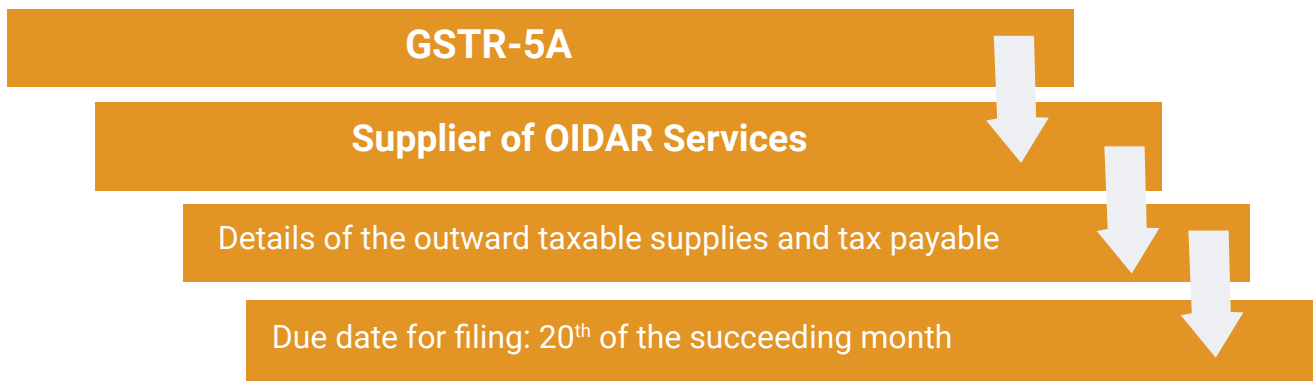 GSTR-5A
Supplier of OIDAR Services
Details of the outward taxable supplies and tax payable
Due date for filing: 20th of the succeeding month